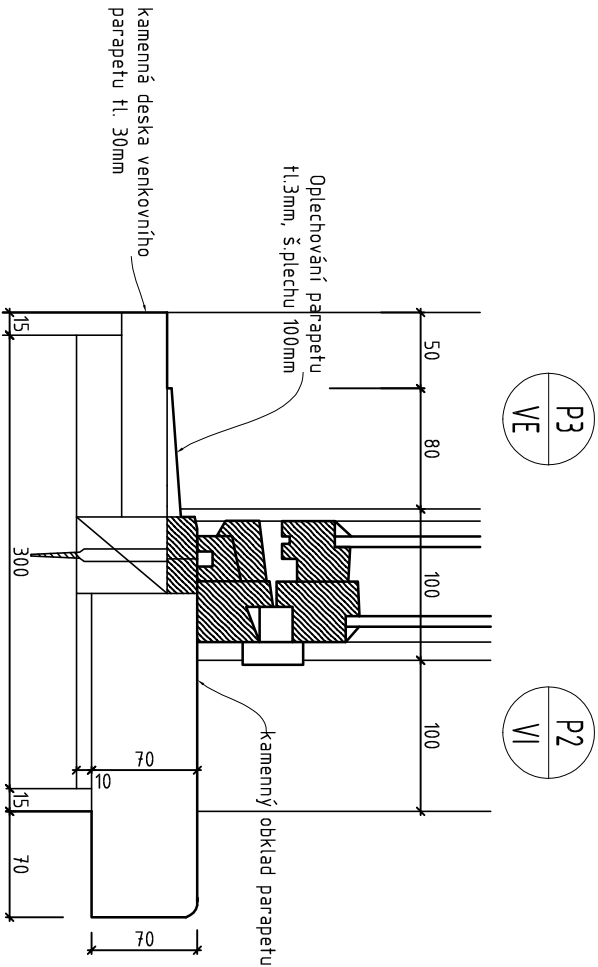 P3
VE
P2
VI
Oplechování parapetu
tl.3mm, š.plechu 100mm
kamenná deska venkovního
parapetu tl. 30mm
kamenný obklad parapetu
50
80
100
100
15
300
15
70
70
10
70